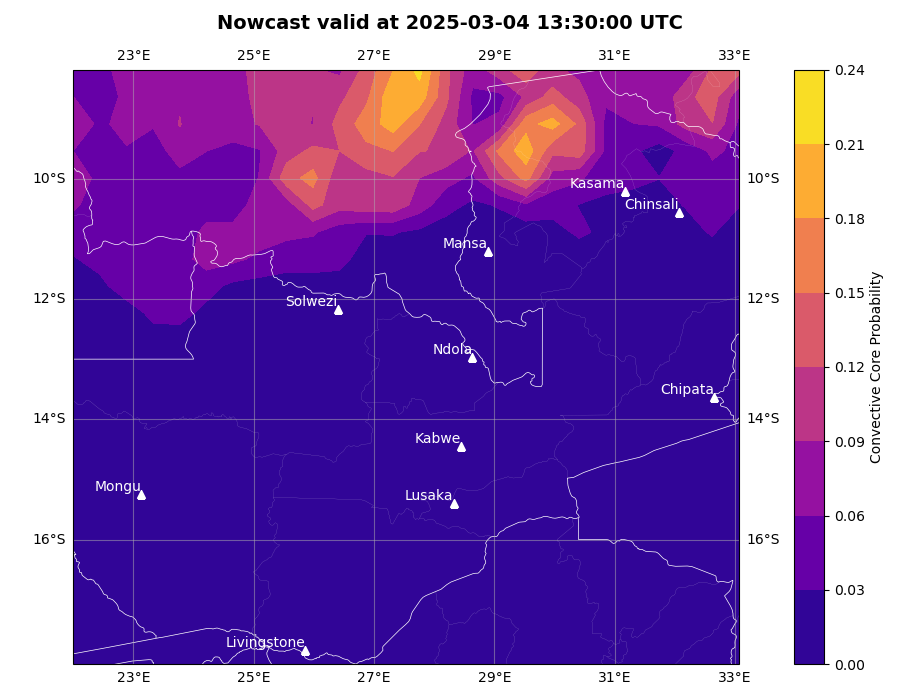 Nowcast valid at 2025-03-04 13:30:00 UTC
23°E 25°E 27°E 29°E 31°E 33°E
0.24
0.21
10°S Kasama 10°S
Chinsali
0.18
Mansa
12°S Solwezi 12°S 0.15
Ndola
0.12
Chipata
14°S 14°S
Kabwe 0.09
Mongu Lusaka
0.06
16°S 16°S
0.03
Livingstone
0.00
23°E 25°E 27°E 29°E 31°E 33°E
Convective Core Probability